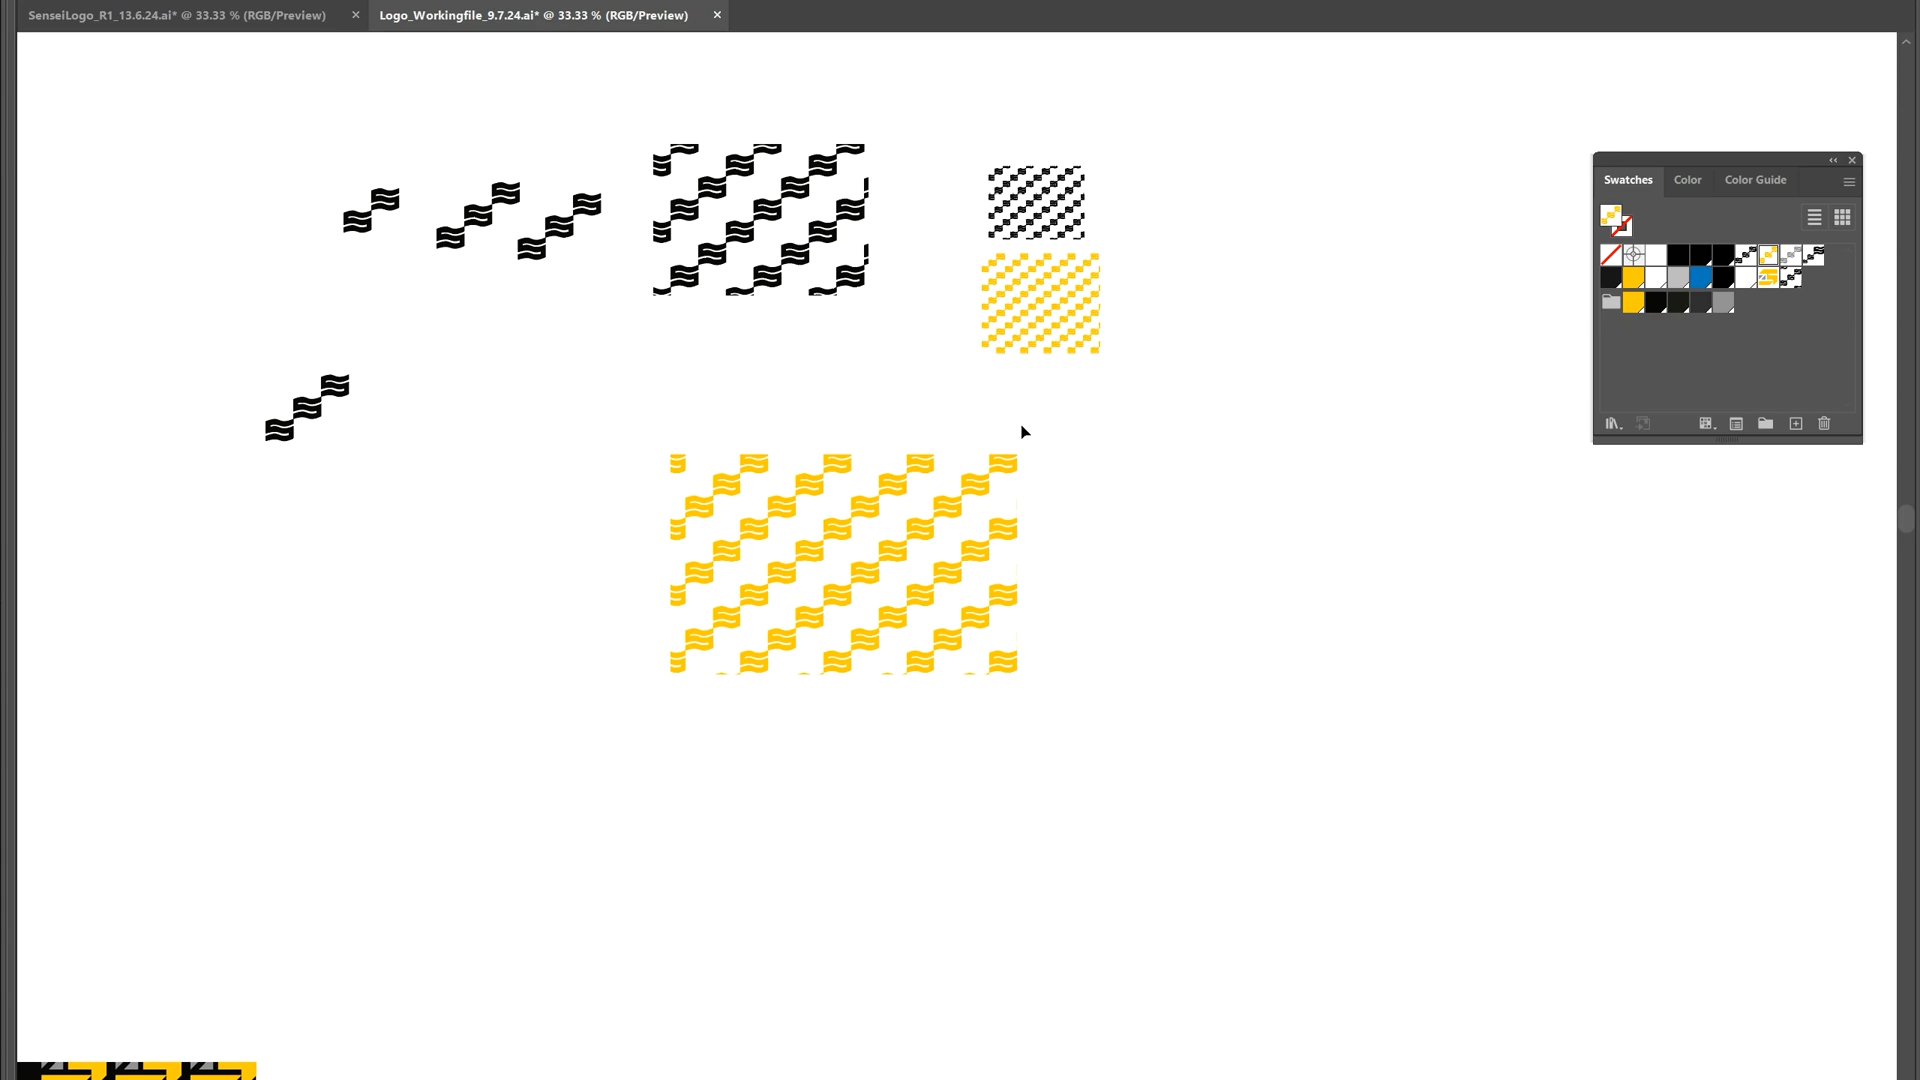 SenseiLogo_R1_13.6.24.ai* @ 33.33 % (RGB/Preview)
Logo_Workingfile_9.7.24.ai* @ 33.33 % (RGB/Preview)
Swatches
Color
Color Guide